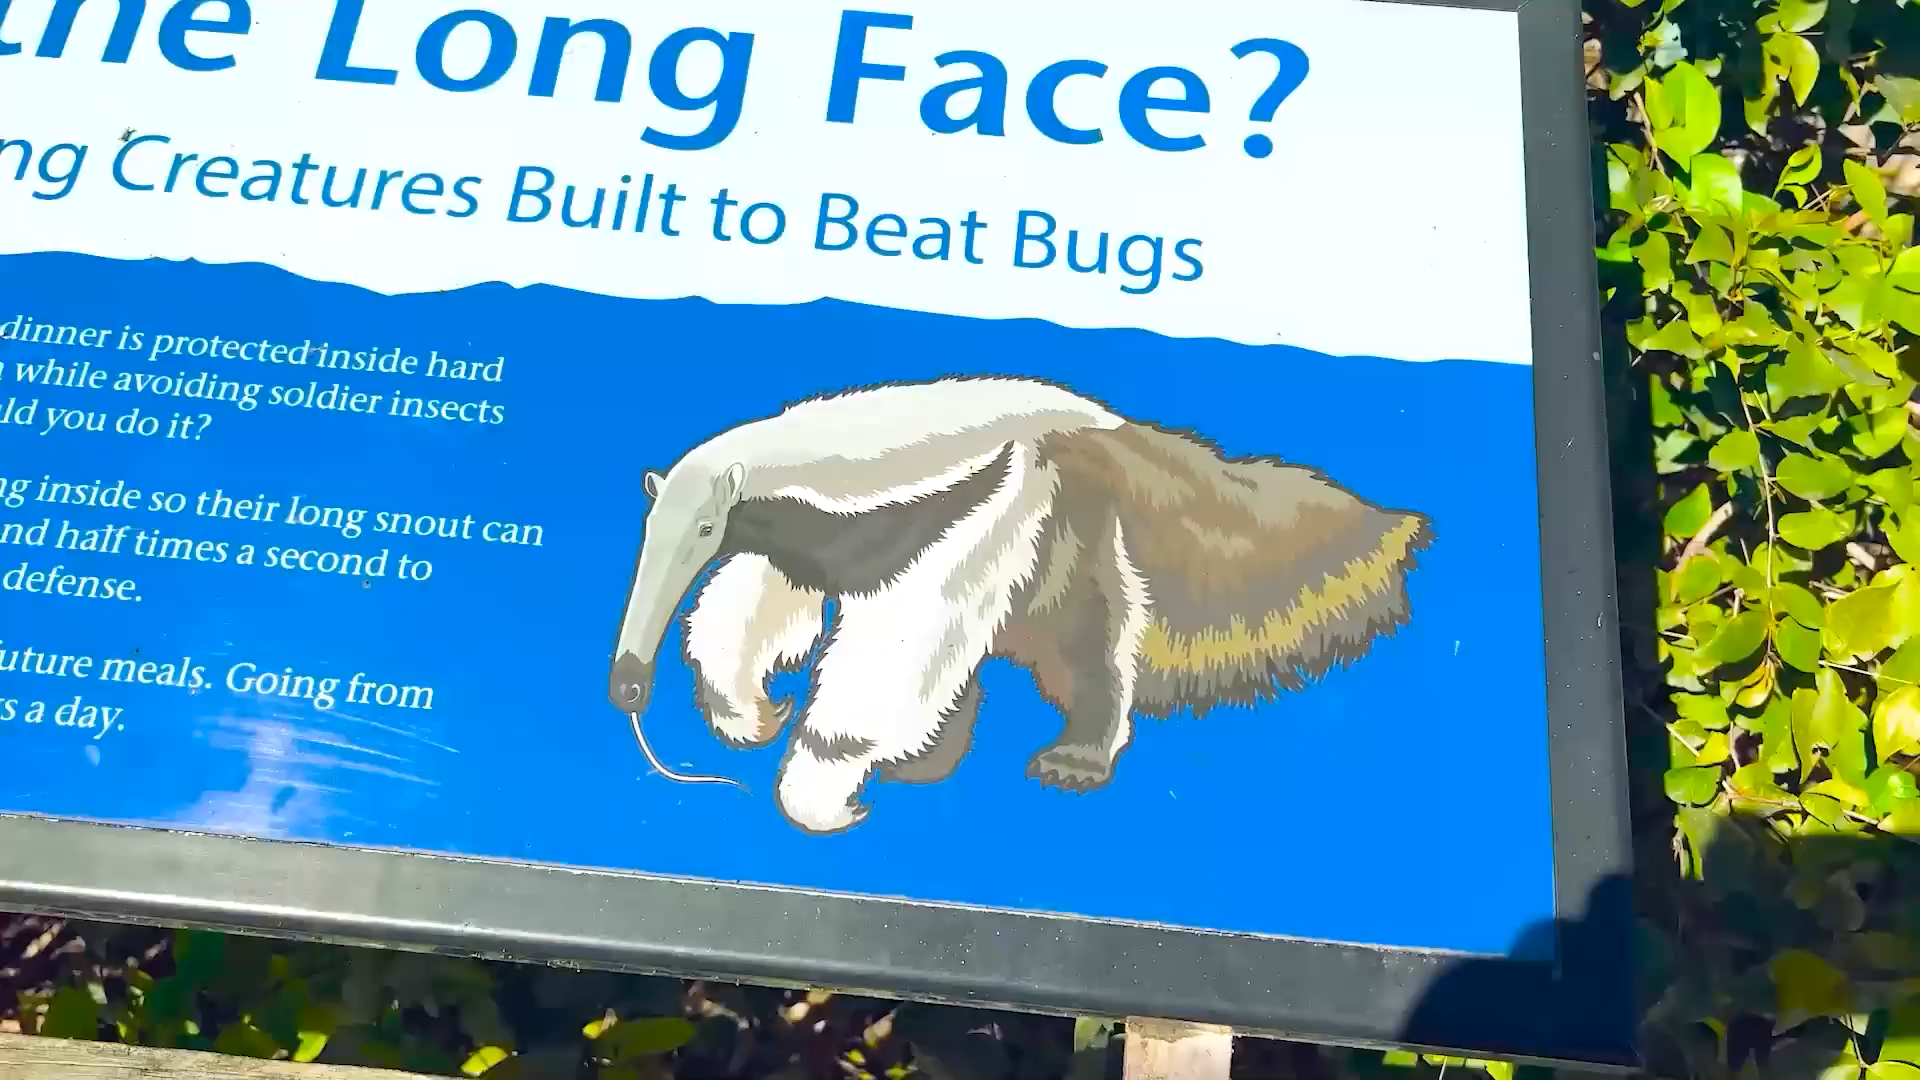 the Long Face?
ng Creatures Built to Beat Bugs
dinner is protected inside hard
while avoiding soldier insects
ld you do it?
ng inside so their long snout can
nd half times a second to
defense.
uture meals. Going from
s a day.